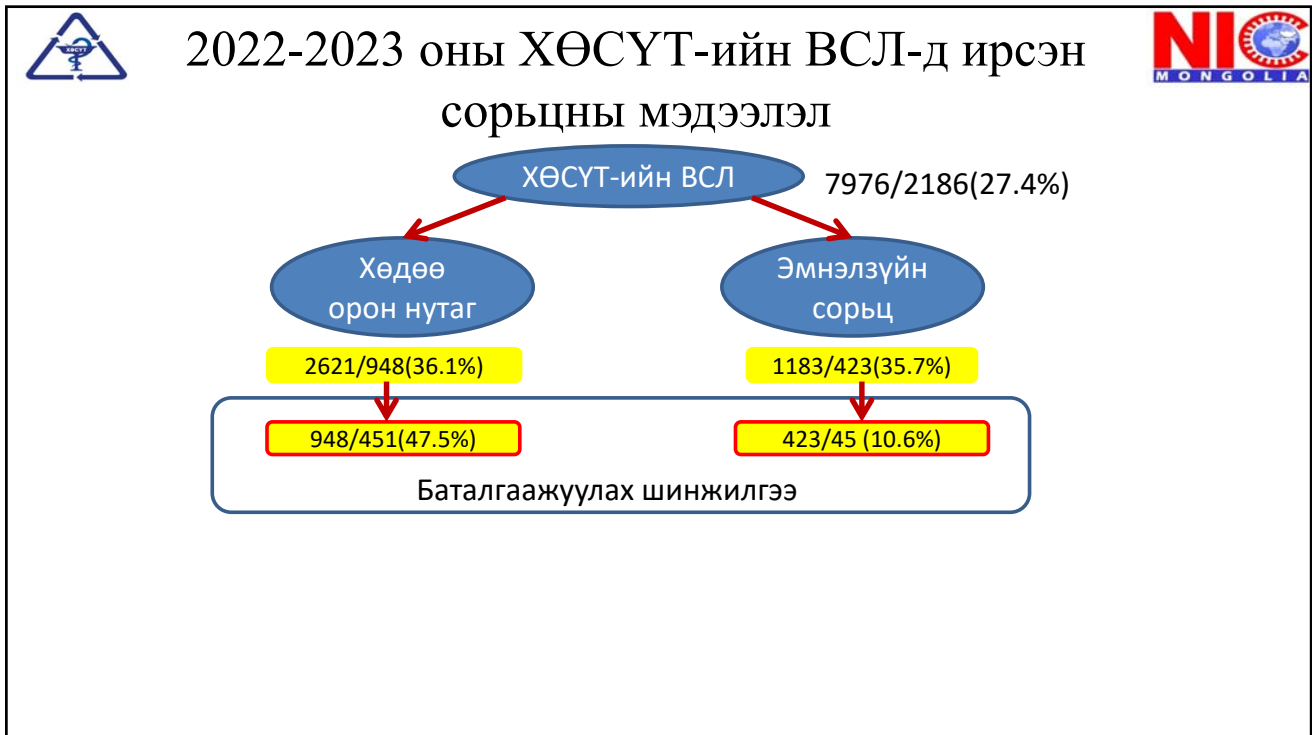 ХӨСҮТ
NIC
MONGOLIA
2022-2023 оны ХӨСҮТ-ийн ВСЛ-д ирсэн
сорьцны мэдээлэл
ХӨСҮТ-ийн ВСЛ
7976/2186(27.4%)
Хөдөө
орон нутаг
Эмнэлзүйн
сорьц
2621/948(36.1%)
1183/423(35.7%)
948/451(47.5%)
423/45 (10.6%)
Баталгаажуулах шинжилгээ